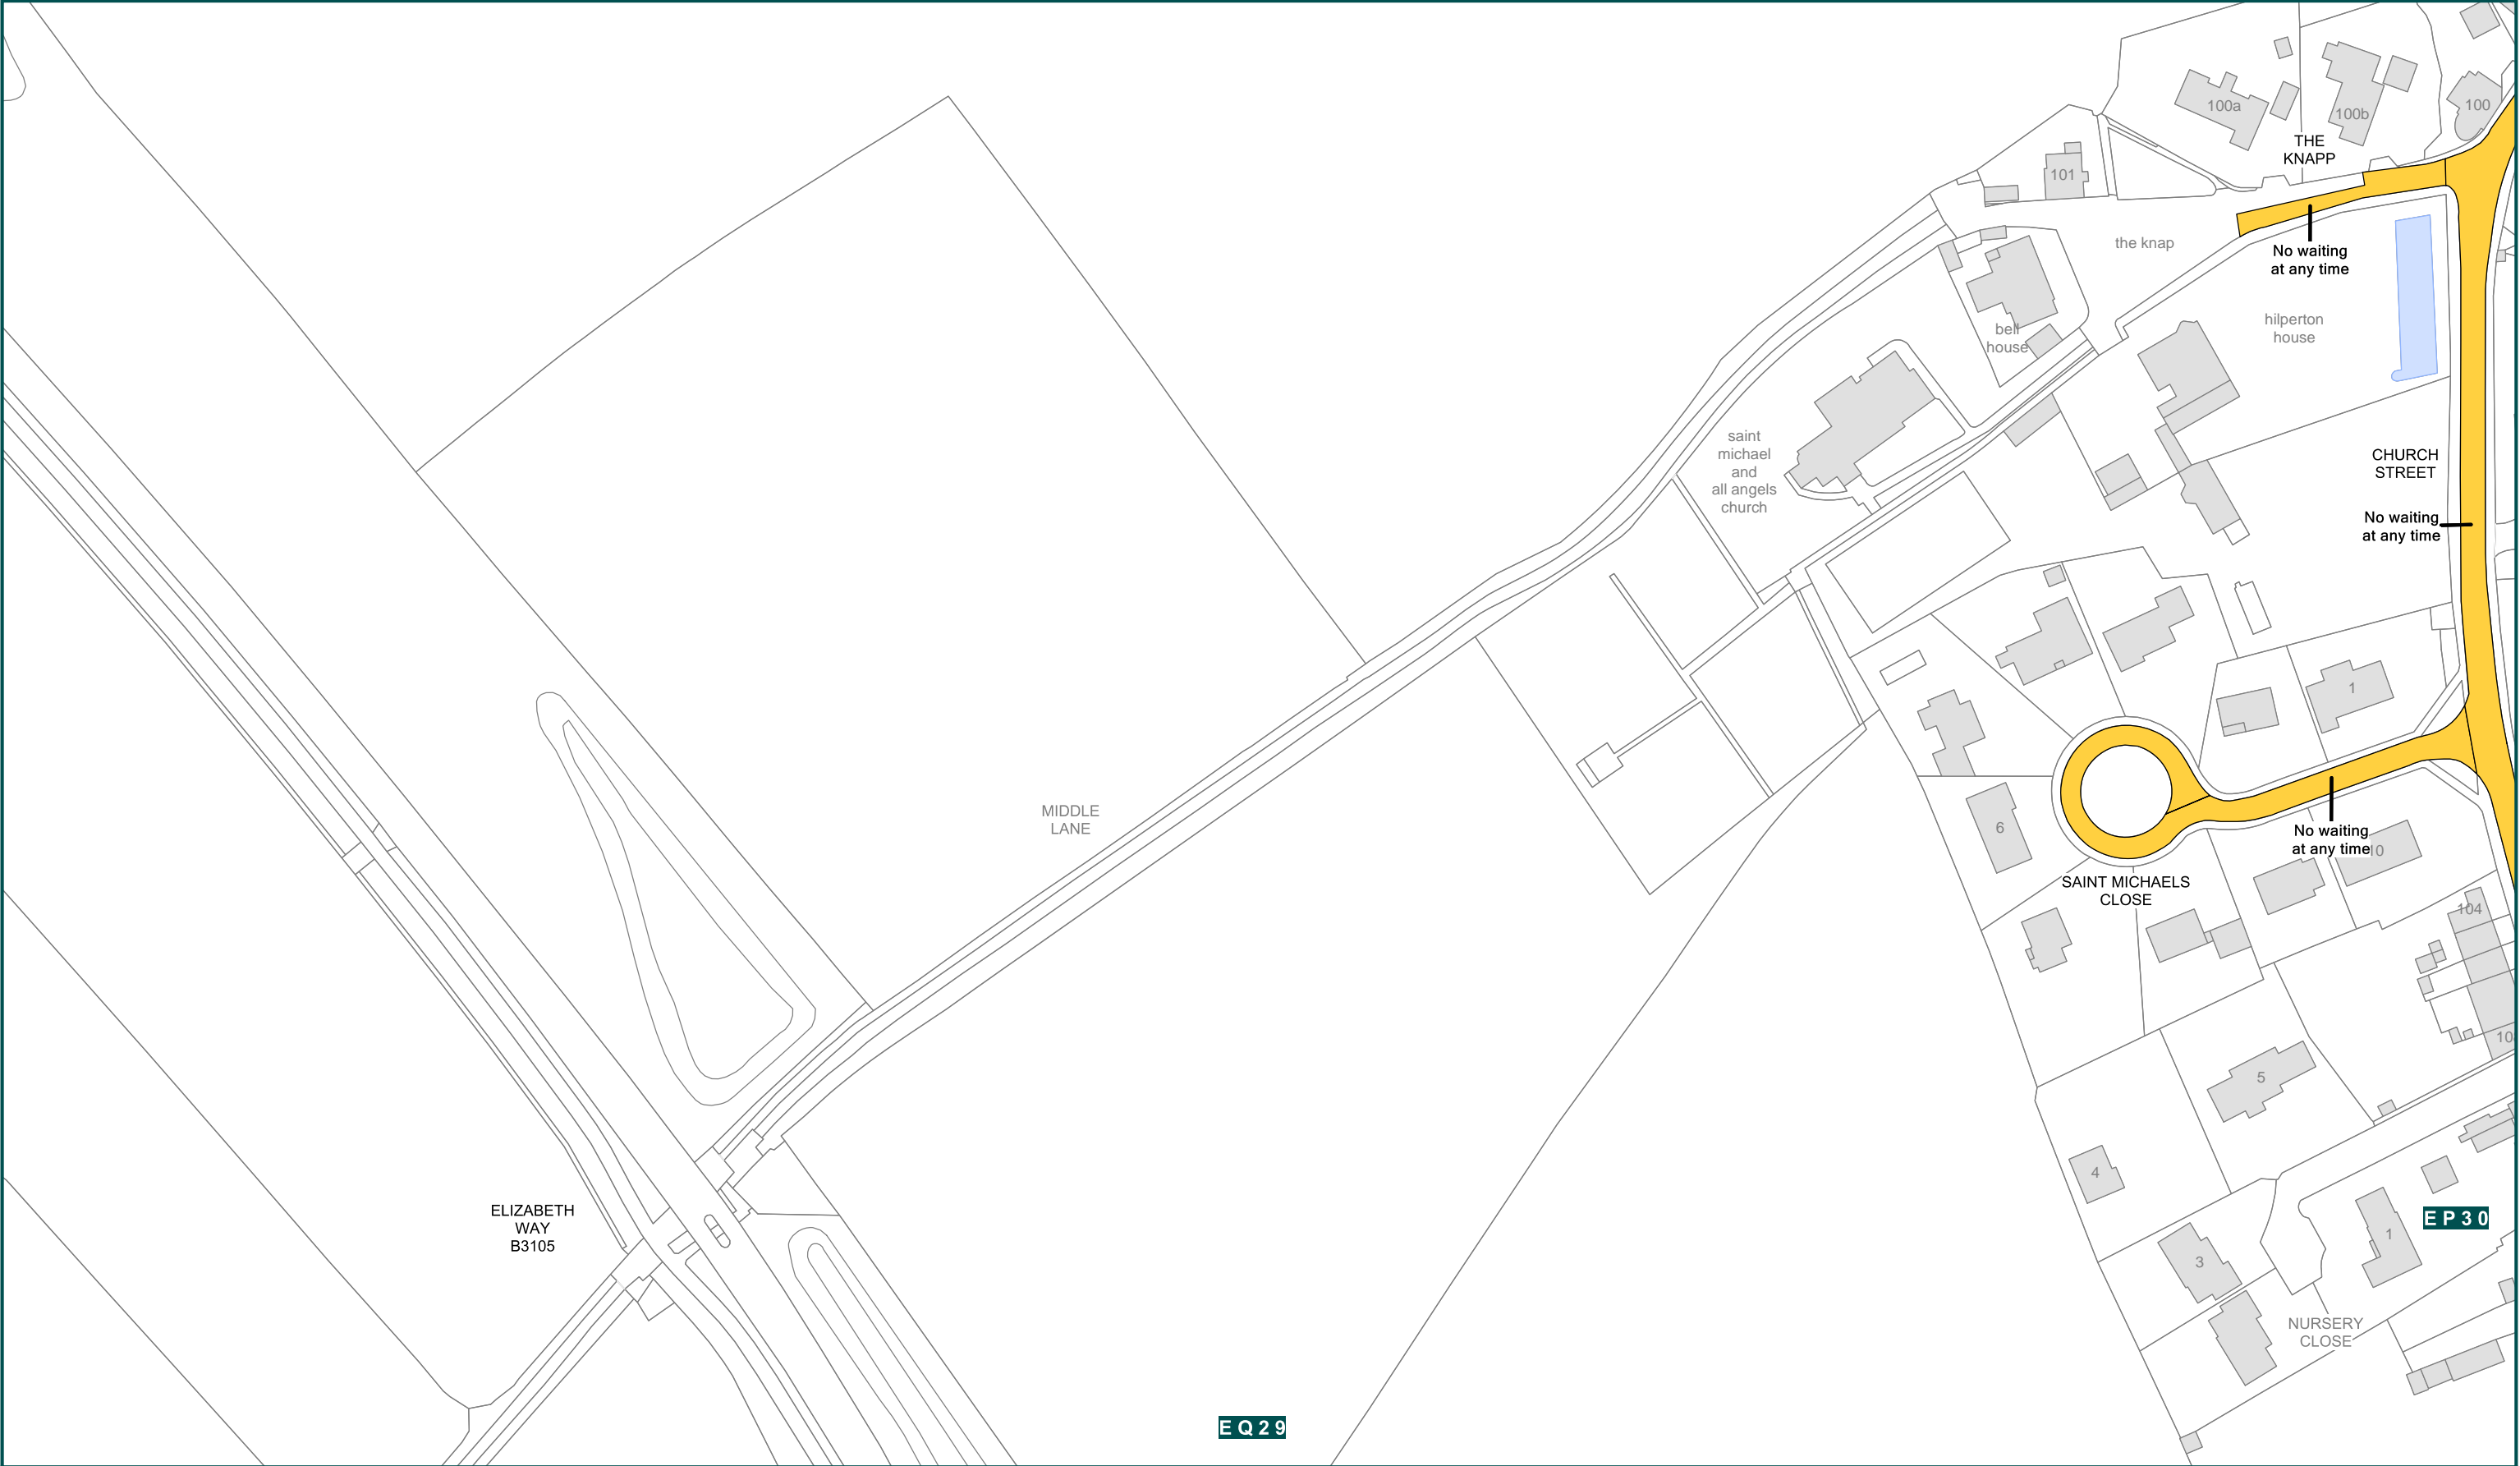 100a
100b
100
THE
KNAPP
101
the knap
No waiting
at any time
hilperton
house
bell
house
saint
michael
and
all angels
church
CHURCH
STREET
No waiting
at any time
1
MIDDLE
LANE
6
No waiting
at any time
10
SAINT MICHAELS
CLOSE
104
10
5
4
ELIZABETH
WAY
B3105
EP30
1
3
NURSERY
CLOSE
EQ29